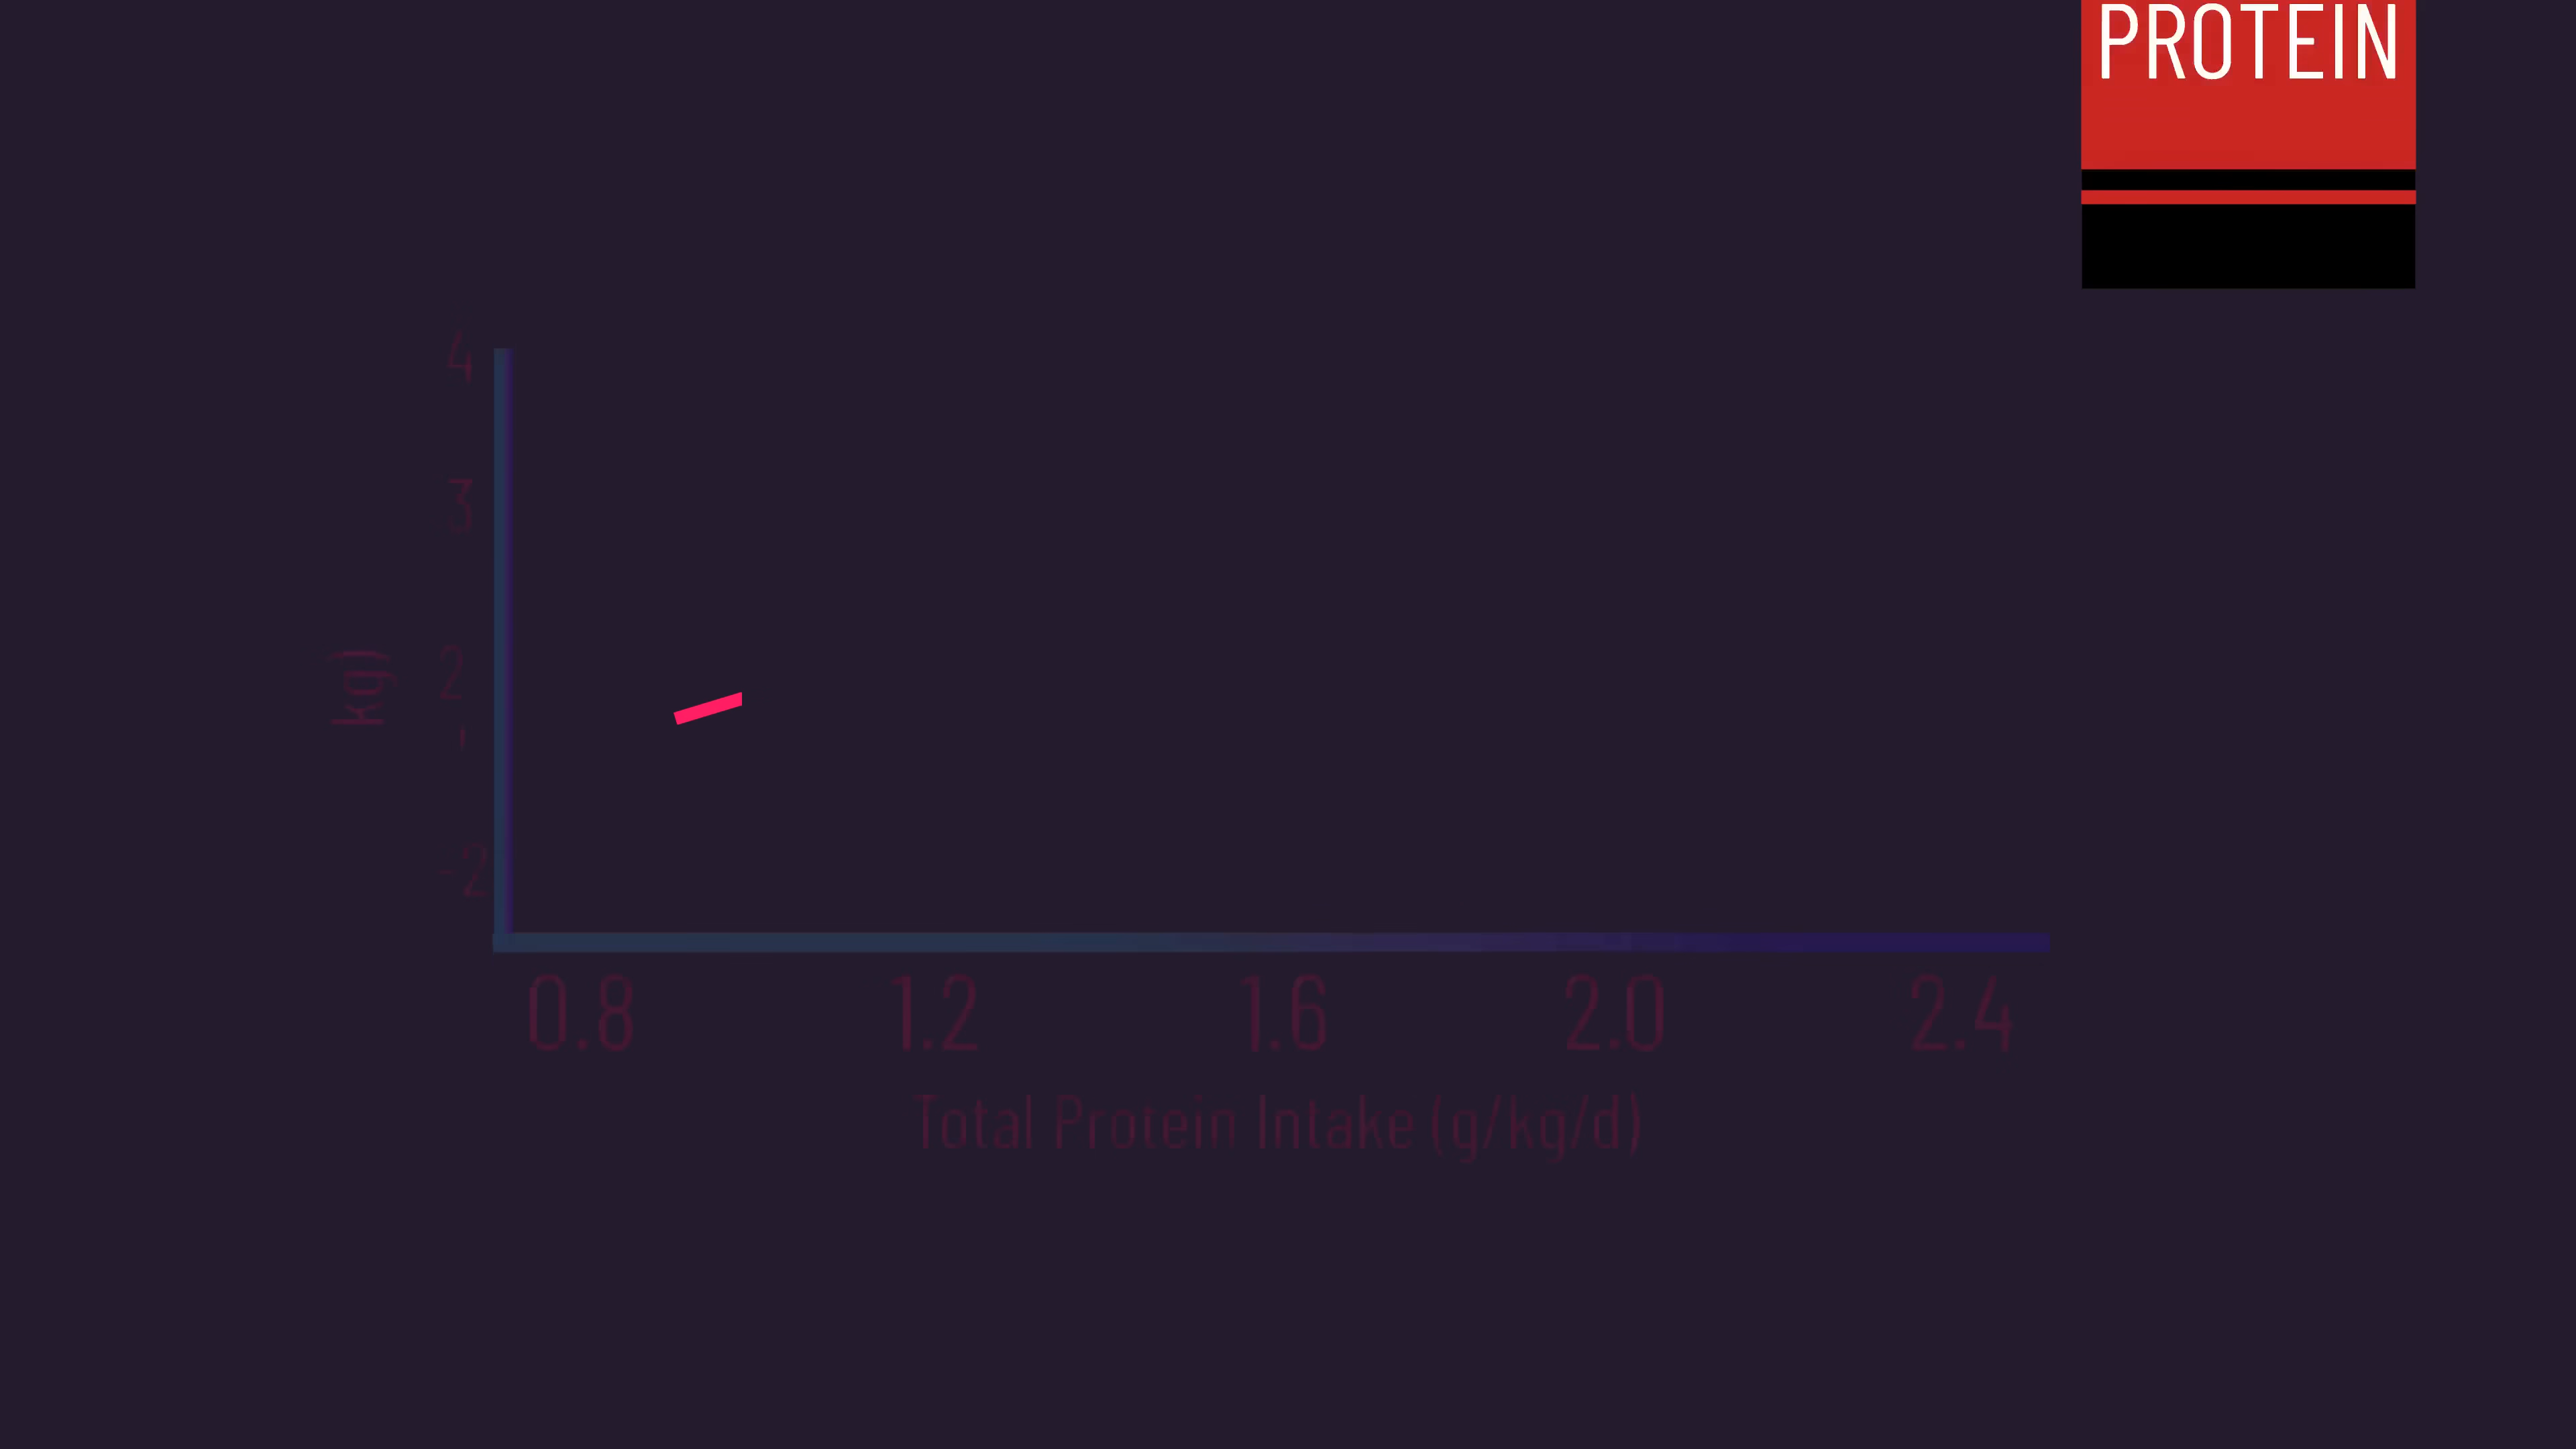 PROTEIN
4
3
2
kg)
-2
0.8 1.2 1.6 2.0 2.4
Total Protein Intake (g/kg/d)